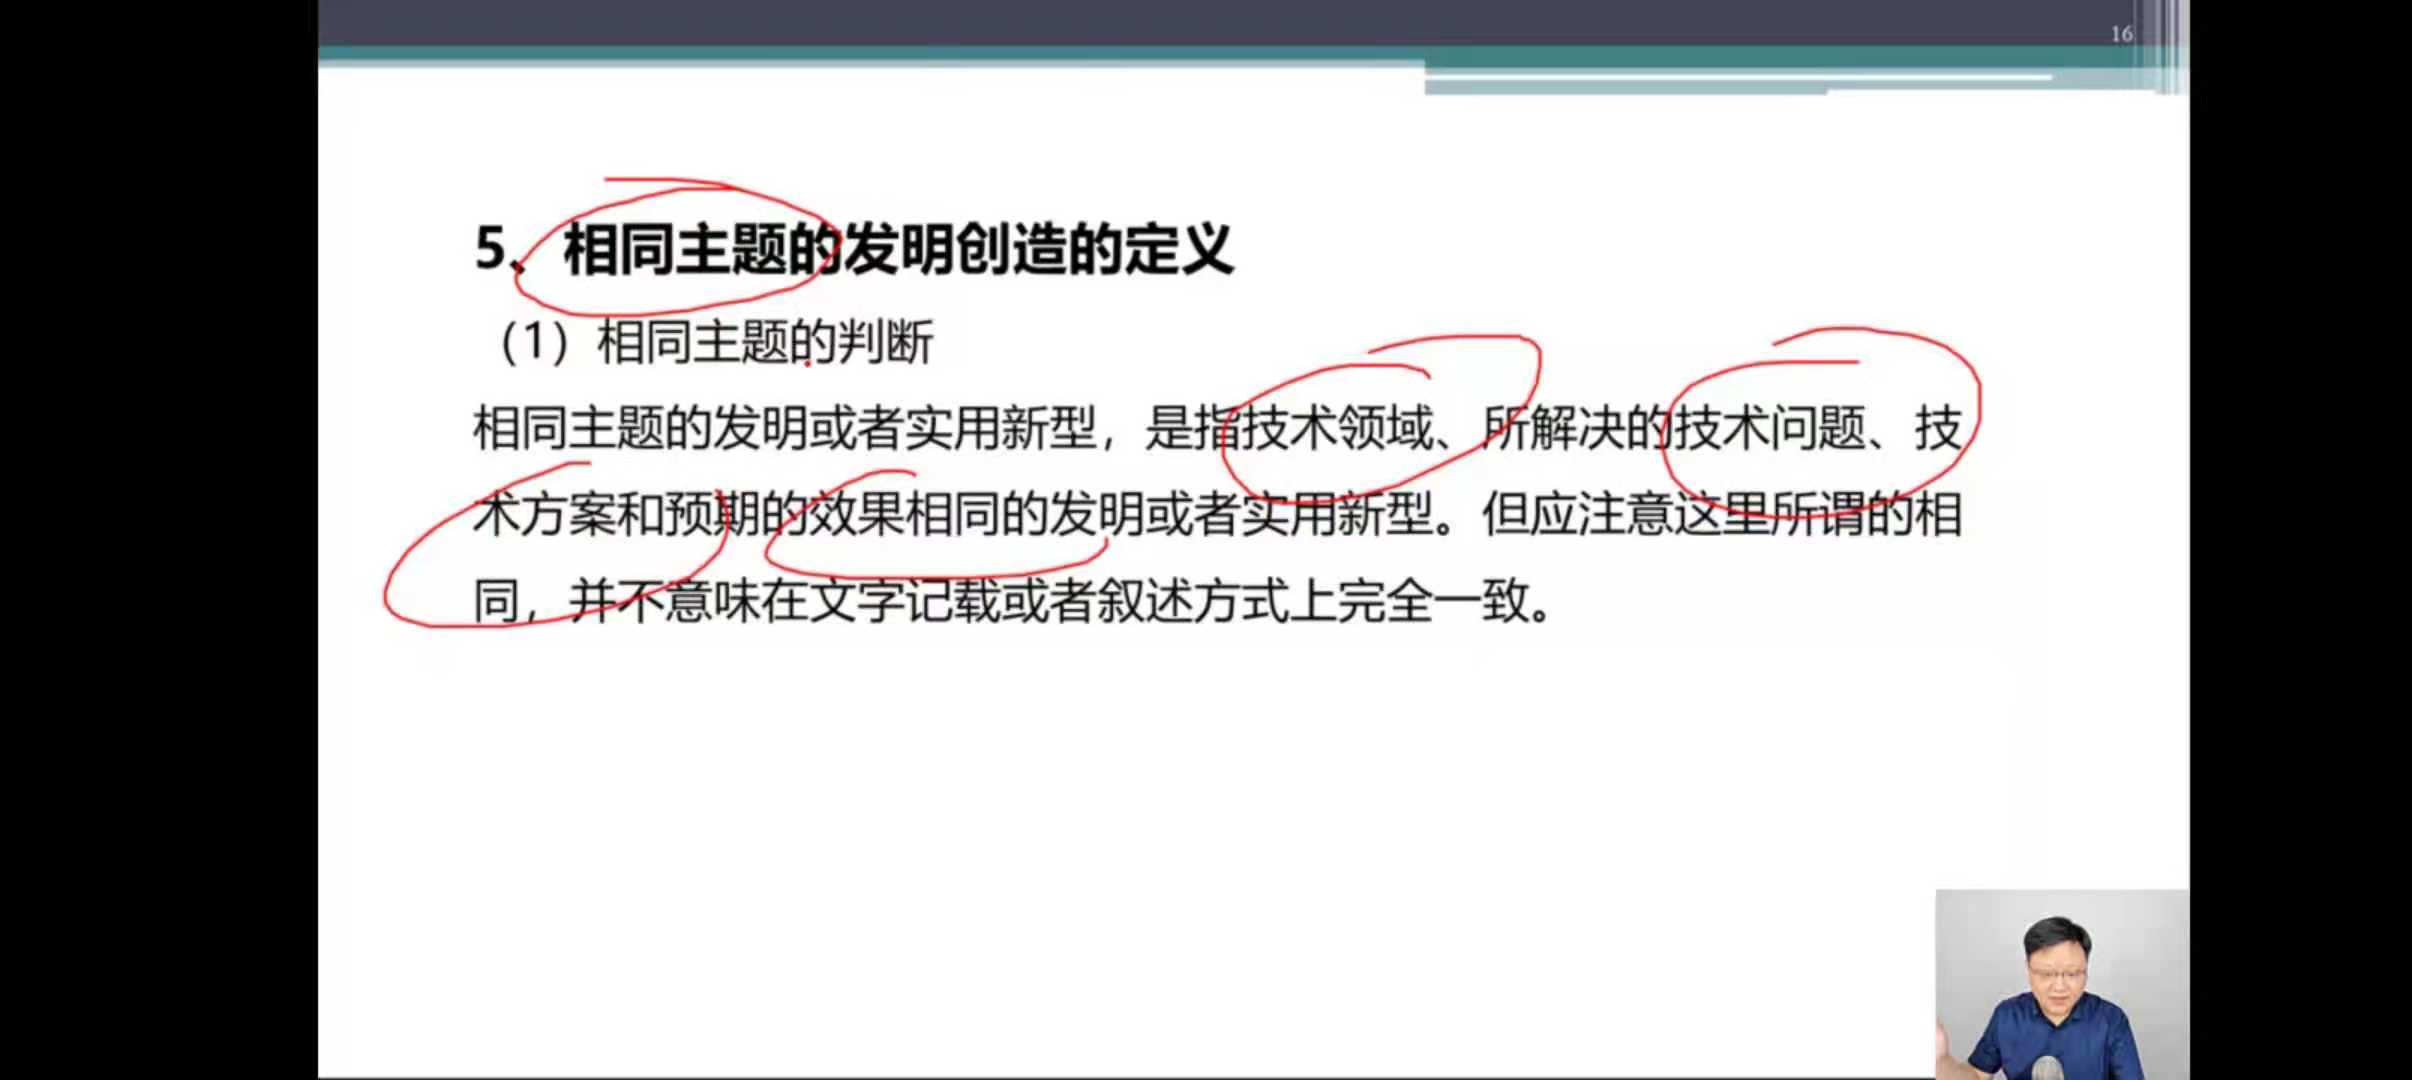 16
5、相同主题的发明创造的定义
（1）相同主题的判断
相同主题的发明或者实用新型，是指技术领域、所解决的技术问题、技
术方案和预期的效果相同的发明或者实用新型。但应注意这里所谓的相
同，并不意味在文字记载或者叙述方式上完全一致。